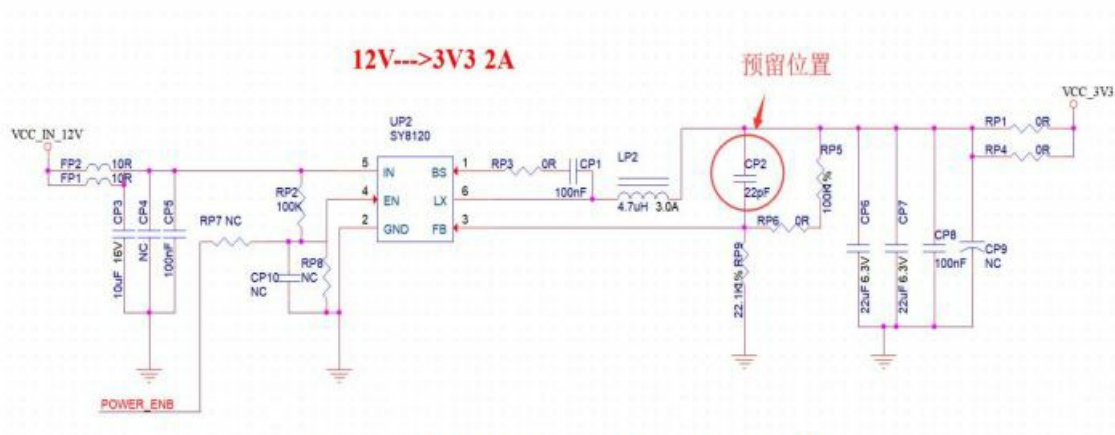 12V--->3V3 2A
预留位置
VCC_3V3
VCC_IN_12V
UP2
SY8120
RP1 0R
RP4 0R
FP2 10R
FP1 10R
5 IN
BS 1
RP3 0R
CP1
100nF
LP2
4.7uH 3.0A
CP2
22pF
RP5
100K1%
4 EN
LX 6
2 GND
FB 3
RP2
100K
CP3
10uF 16V
CP4
NC
CP5
100nF
RP7 NC
CP10
NC
RP8
NC
RP6 0R
RP9
22.1K1%
CP6
22uF 6.3V
CP7
22uF 6.3V
CP8
100nF
CP9
NC
POWER_ENB